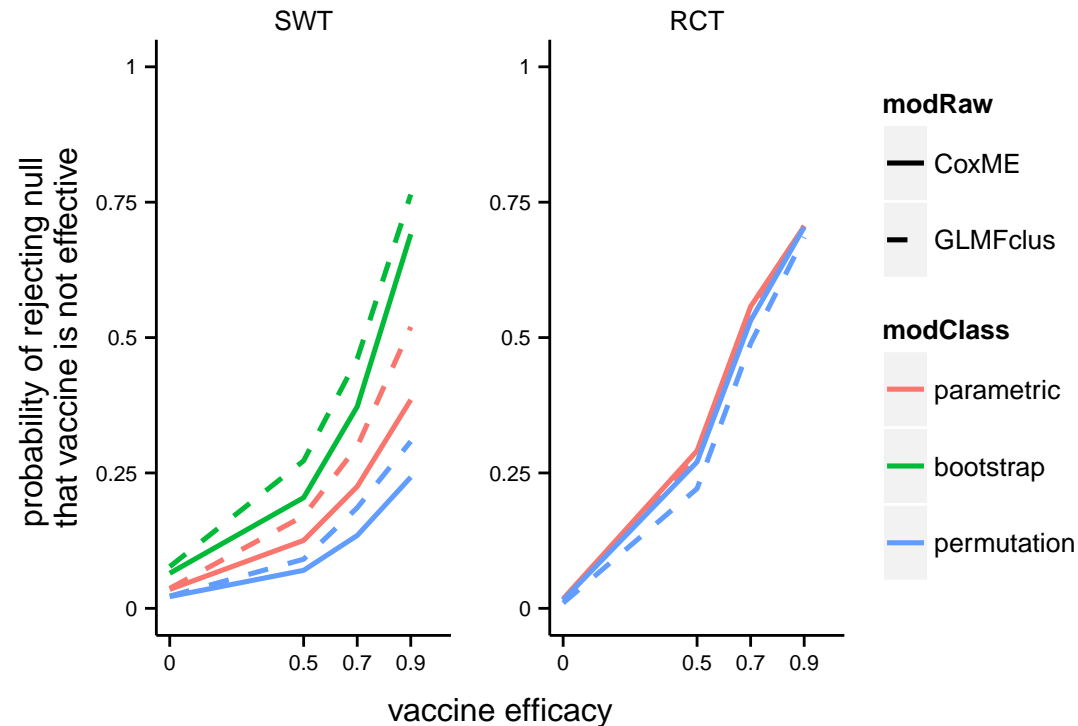 SWT
RCT
probability of rejecting null
that vaccine is not effective
1
0.75
0.5
0.25
0
0
0.5
0.7
0.9
1
0.75
0.5
0.25
0
0
0.5
0.7
0.9
vaccine efficacy
modRaw
CoxME
GLMFclus
modClass
parametric
bootstrap
permutation